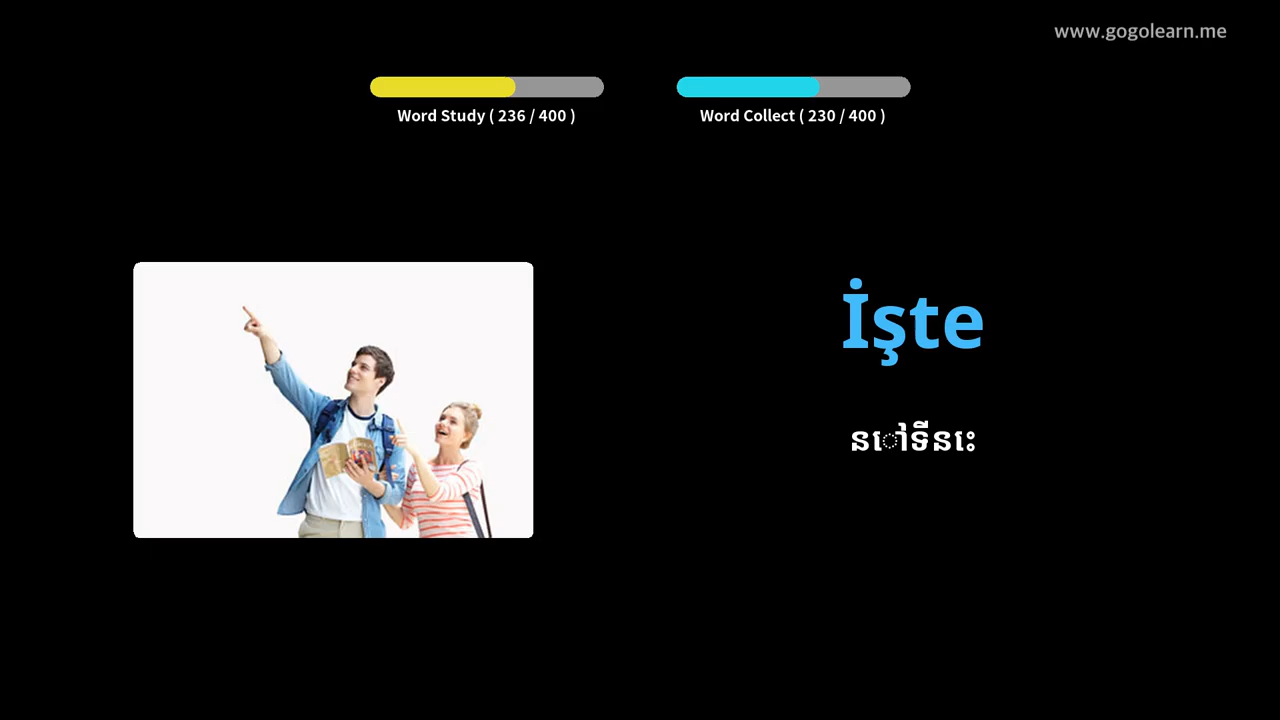 www.gogolearn.me
Word Study ( 236 / 400 )
Word Collect ( 230 / 400 )
İşte
នៅទីនេះ